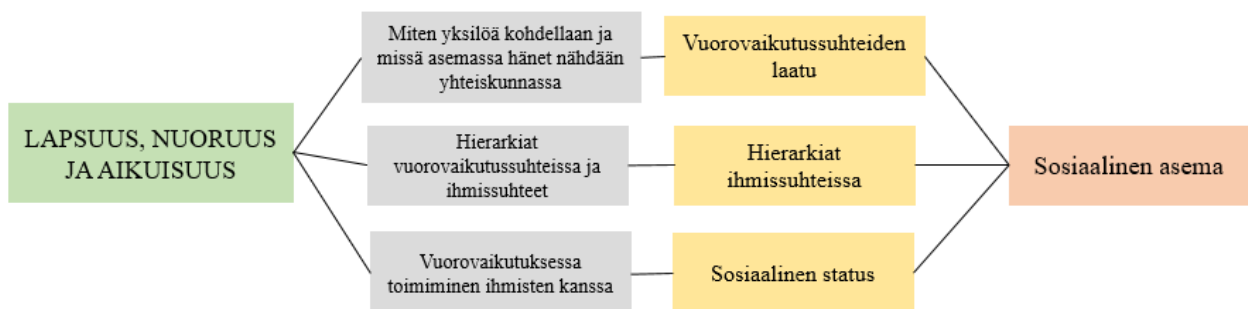 LAPSUUS, NUORUUS
JA AIKUISUUS
Miten yksilöä kohdellaan ja
missä asemassa hänet nähdään
yhteiskunnassa
Vuorovaikutussuhteiden
laatu
Hierarkiat
vuorovaikutussuhteissa ja
ihmissuhteet
Hierarkiat
ihmissuhteissa
Vuorovaikutuksessa
toimiminen ihmisten kanssa
Sosiaalinen status
Sosiaalinen asema